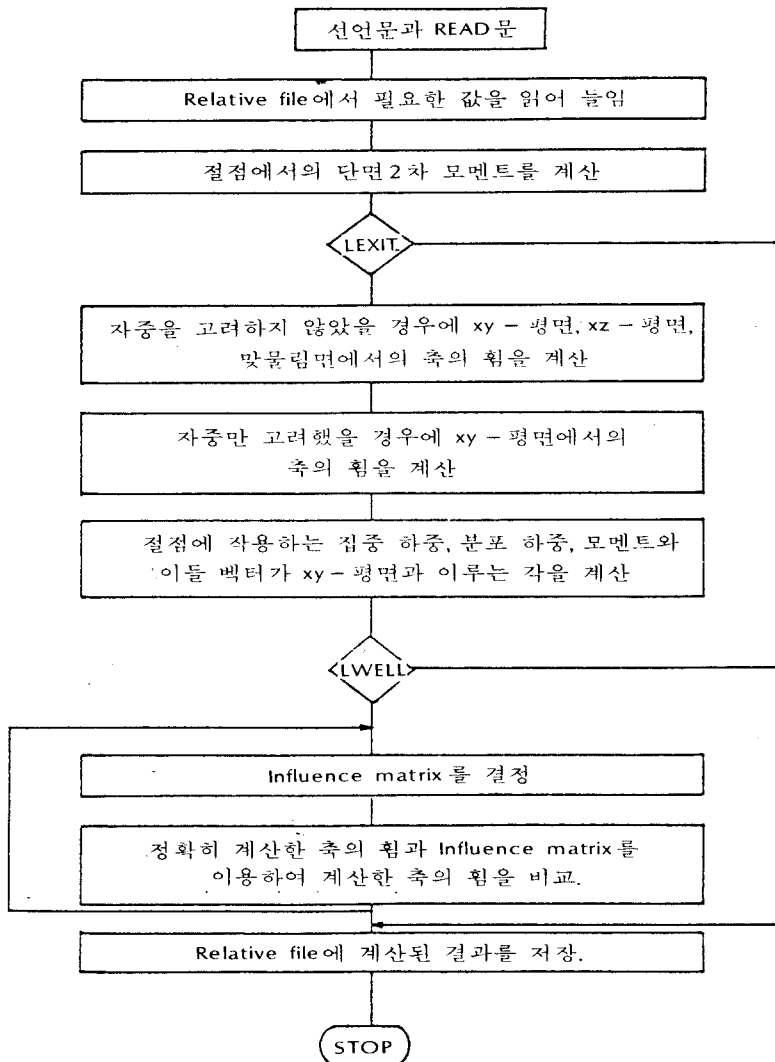 선언문과 READ문
Relative file에서 필요한 값을 읽어 들임
절점에서의 단면2차 모멘트를 계산
LEXIT
자중을 고려하지 않았을 경우에 xy – 평면, xz – 평면,
맞물림면에서의 축의 휨을 계산
자중만 고려했을 경우에 xy – 평면에서의
축의 휨을 계산
절점에 작용하는 집중 하중, 분포 하중, 모멘트와
이들 벡터가 xy – 평면과 이루는 각을 계산
LWELL
Influence matrix를 결정
정확히 계산한 축의 휨과 Influence matrix를
이용하여 계산한 축의 휨을 비교.
Relative file에 계산된 결과를 저장.
STOP